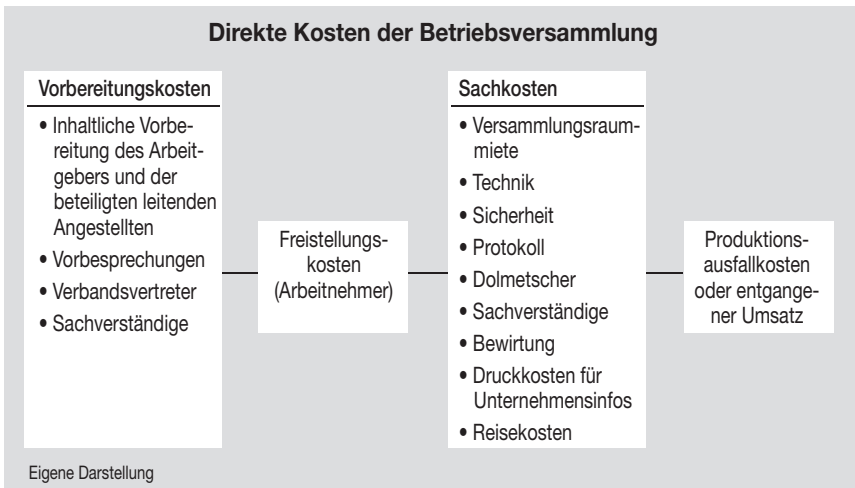 Direkte Kosten der Betriebsversammlung
Vorbereitungskosten
• Inhaltliche Vorbe-
reitung des Arbeit-
gebers und der
beteiligten leitenden
Angestellten
• Vorbesprechungen
• Verbandsvertreter
• Sachverständige
Freistellungs-
kosten
(Arbeitnehmer)
Sachkosten
• Versammlungsraum-
miete
• Technik
• Sicherheit
• Protokoll
• Dolmetscher
• Sachverständige
• Bewirtung
• Druckkosten für
Unternehmensinfos
• Reisekosten
Produktions-
ausfallkosten
oder entgange-
ner Umsatz
Eigene Darstellung